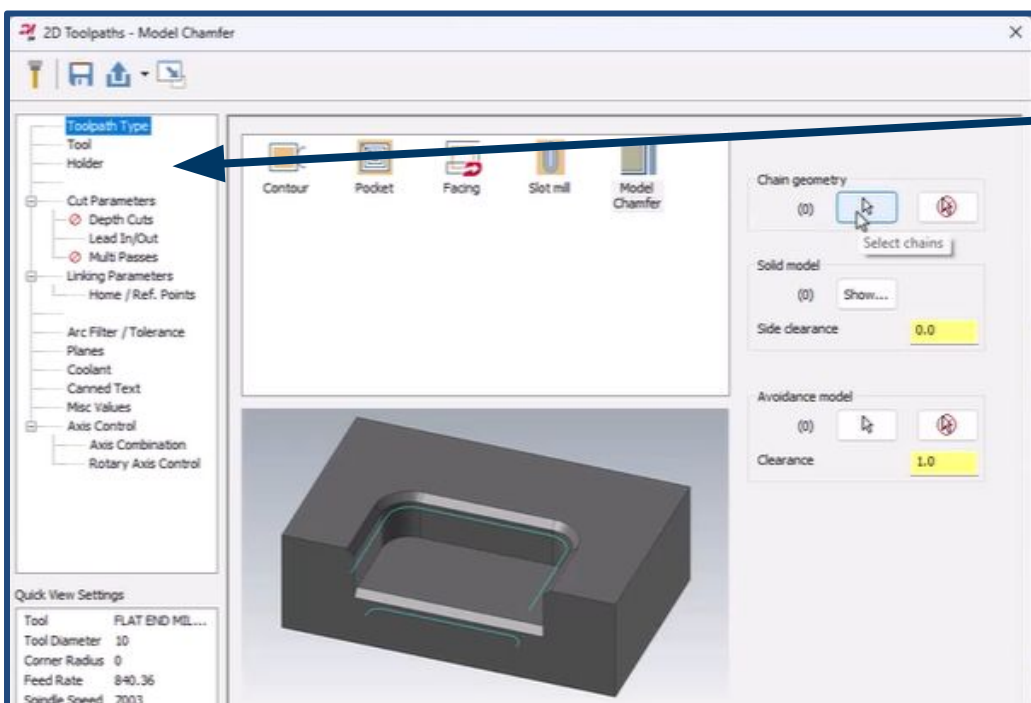 2D Toolpaths - Model Chamfer
Toolpath Type
Tool
Holder
Cut Parameters
Depth Cuts
Lead In/Out
Multi Passes
Linking Parameters
Home / Ref. Points
Arc Filter / Tolerance
Planes
Coolant
Canned Text
Misc Values
Axis Control
Axis Combination
Rotary Axis Control
Quick View Settings
Tool FLAT END MIL...
Tool Diameter 10
Corner Radius 0
Feed Rate 840.36
Spindle Speed 7003
Contour
Pocket
Facing
Slot mill
Model
Chamfer
Chain geometry
(0)
Select chains
Solid model
(0) Show...
Side clearance 0.0
Avoidance model
(0)
Clearance 1.0